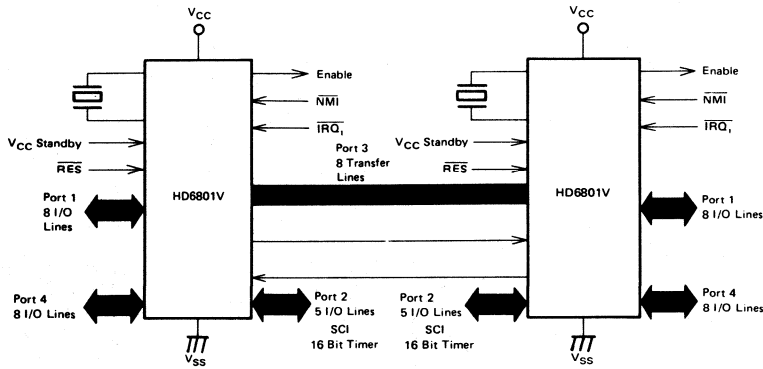 VCC
VCC
Enable
NMI
IRQ1
VCC Standby
RES
Port 1
8 I/O
Lines
Port 4
8 I/O Lines
HD6801V
VSS
Port 3
8 Transfer
Lines
Port 2
5 I/O Lines
SCI
16 Bit Timer
Port 2
5 I/O Lines
SCI
16 Bit Timer
VCC Standby
RES
HD6801V
VSS
Enable
NMI
IRQ1
Port 1
8 I/O Lines
Port 4
8 I/O Lines